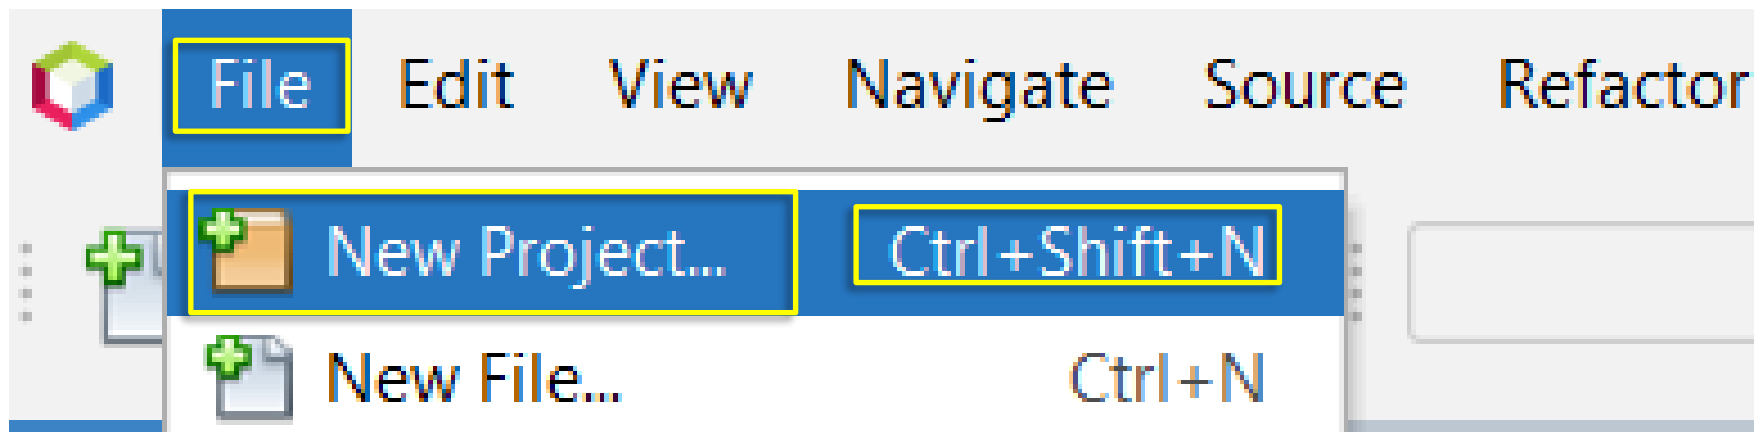 File Edit View Navigate Source Refactor
New Project... Ctrl+Shift+N
New File... Ctrl+N